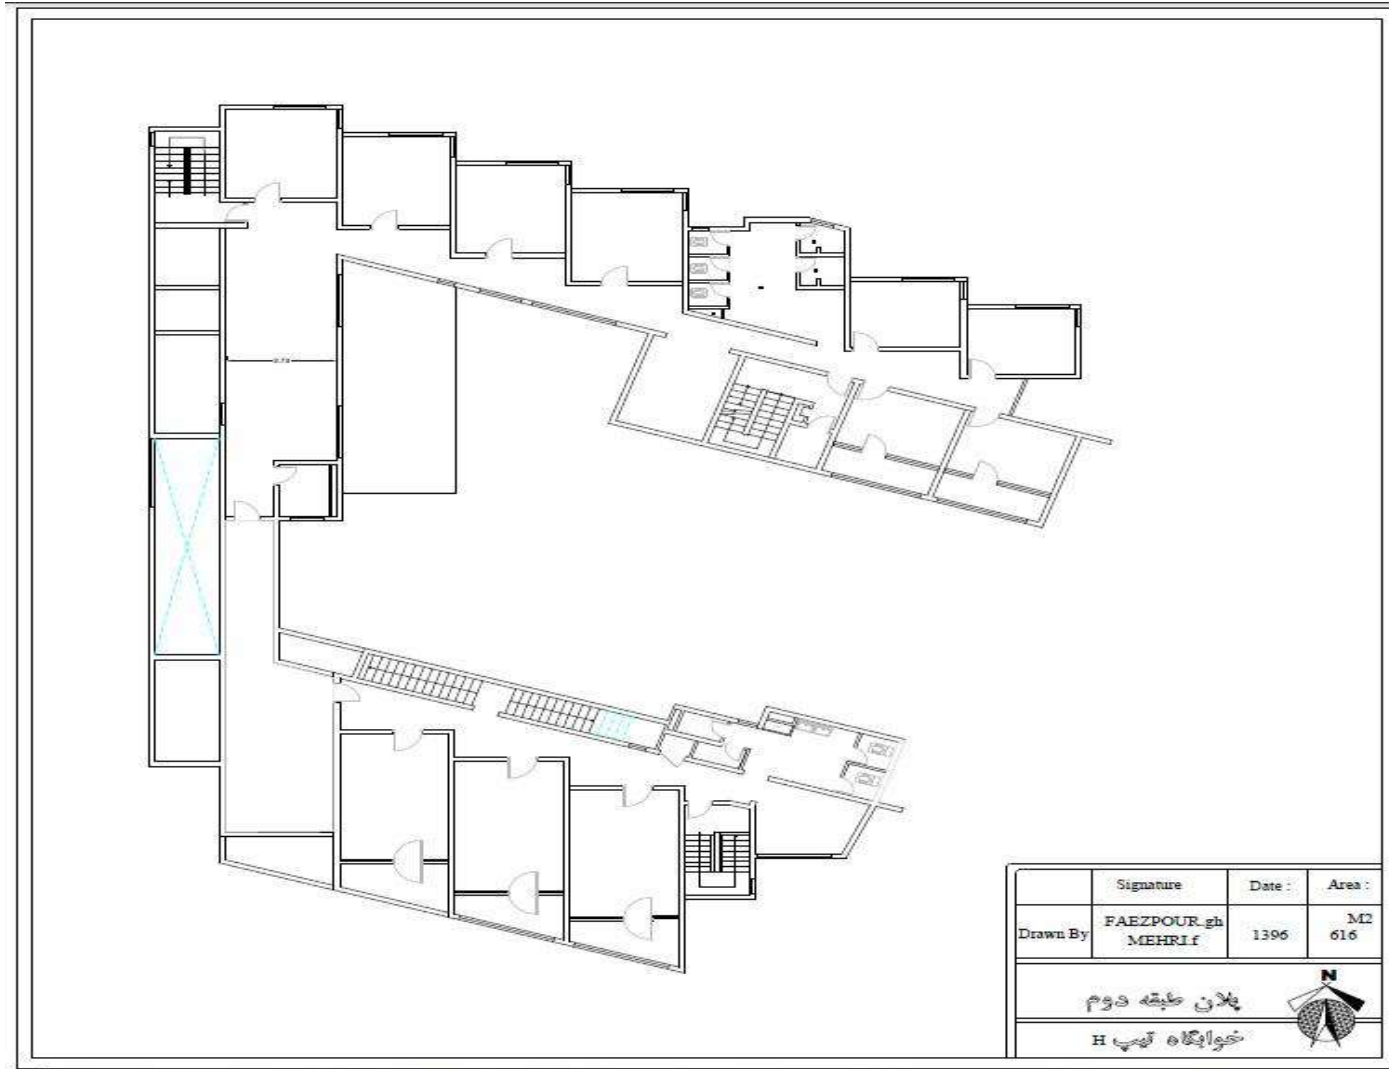 Signature Date : Area :
Drawn By FAEZPOUR.gh MEHRI.f 1396 M2 616
N
پلان طبقه دوم
خوابگاه تیپ H